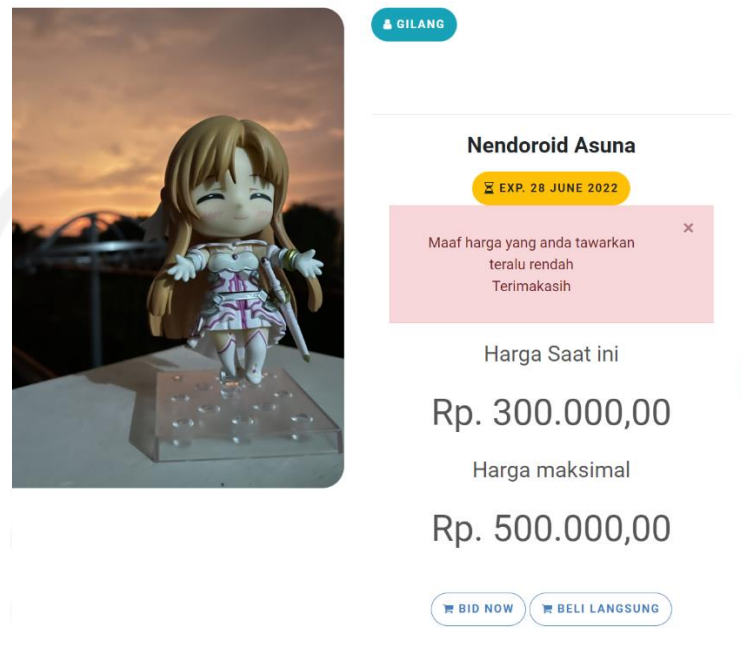 GILANG
Nendoroid Asuna
EXP. 28 JUNE 2022
Maaf harga yang anda tawarkan
teralu rendah
Terimakasih
×
Harga Saat ini
Rp. 300.000,00
Harga maksimal
Rp. 500.000,00
BID NOW
BELI LANGSUNG